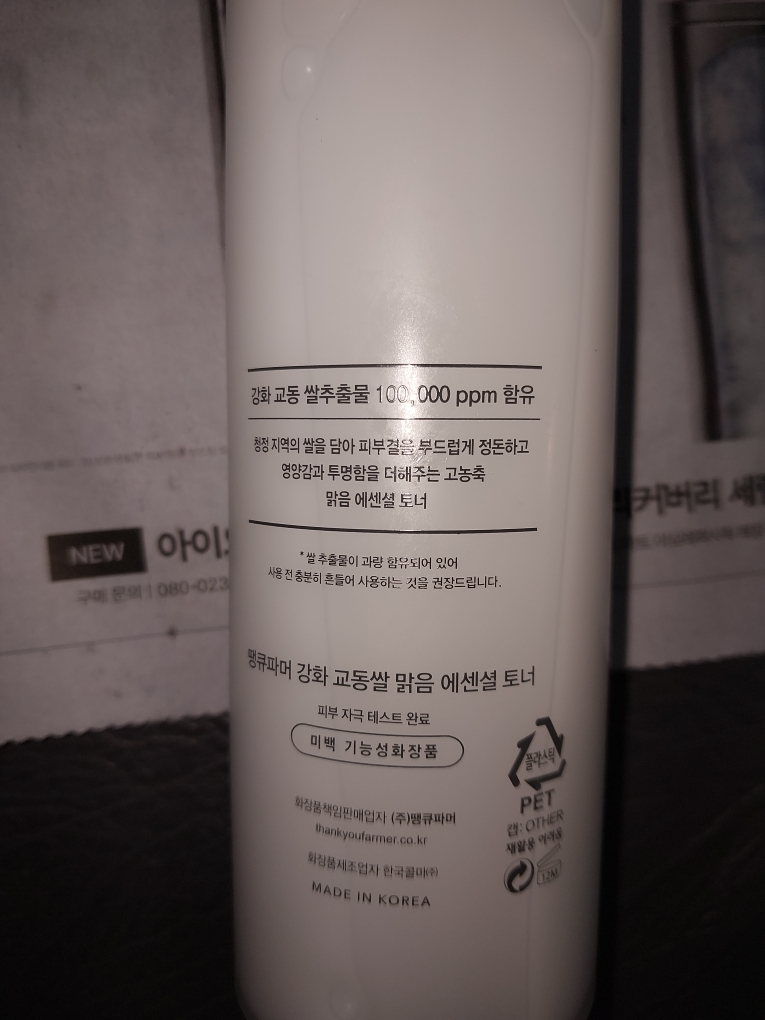 강화 교동 쌀추출물 100,000 ppm 함유
청정 지역의 쌀을 담아 피부결을 부드럽게 정돈하고
영양감과 투명함을 더해주는 고농축
맑음 에센셜 토너
* 쌀 추출물이 과량 함유되어 있어
사용 전 충분히 흔들어 사용하는 것을 권장드립니다.
땡큐파머 강화 교동쌀 맑음 에센셜 토너
피부 자극 테스트 완료
미백 기능성화장품
화장품책임판매업자 (주)땡큐파머
thankyoufarmer.co.kr
화장품제조업자 한국콜마㈜
MADE IN KOREA
플라스틱
PET
캡: OTHER
재활용 아이씨
12M
NEW
구매 문의 | 080-023
커버리